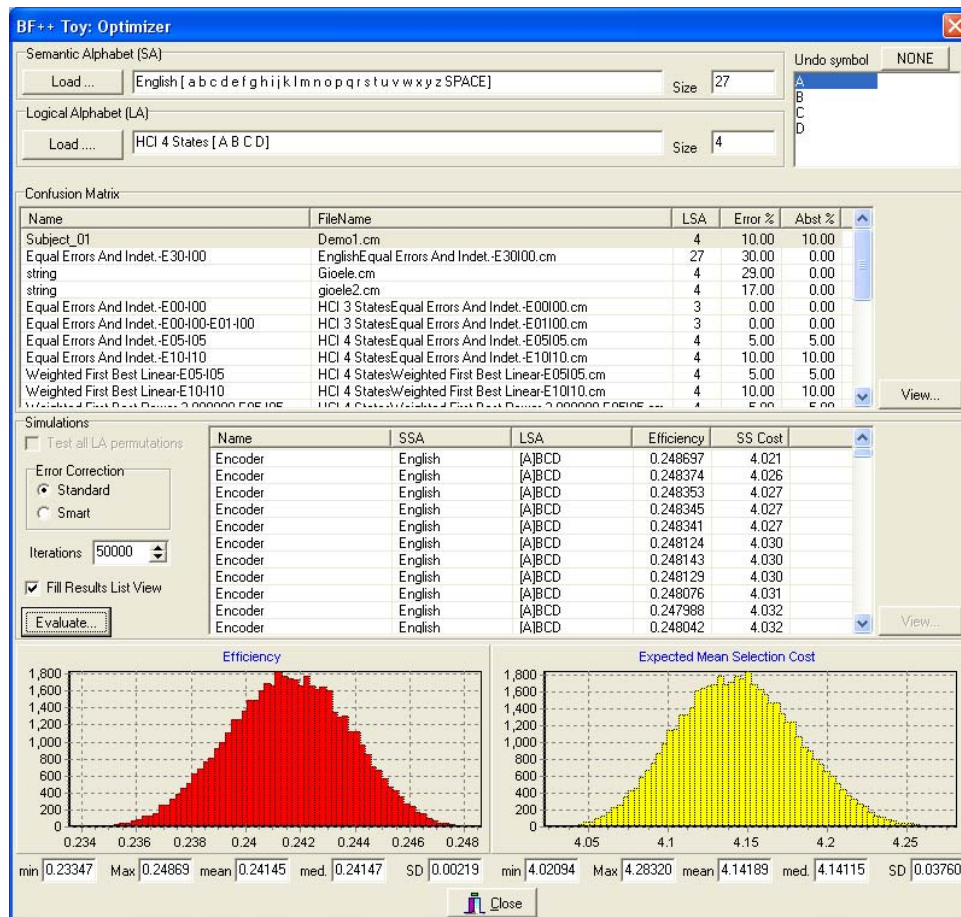 BF++ Toy: Optimizer
Semantic Alphabet (SA)
Load ... English [ a b c d e f g h i j k l m n o p q r s t u v w x y z SPACE] Size 27
Undo symbol NONE
A
B
C
D
Logical Alphabet (LA)
Load .... HCI 4 States [ A B C D] Size 4
Confusion Matrix
Name FileName LSA Error % Abst %
Subject_01 Demo1.cm 4 10.00 10.00
Equal Errors And Indet.-E30-I00 EnglishEqual Errors And Indet.-E30I00.cm 27 30.00 0.00
string Gioele.cm 4 29.00 0.00
string gioele2.cm 4 17.00 0.00
Equal Errors And Indet.-E00-I00 HCI 3 StatesEqual Errors And Indet.-E00I00.cm 3 0.00 0.00
Equal Errors And Indet.-E00-I00-E01-I00 HCI 3 StatesEqual Errors And Indet.-E01I00.cm 3 0.00 0.00
Equal Errors And Indet.-E05-I05 HCI 4 StatesEqual Errors And Indet.-E05I05.cm 4 5.00 5.00
Equal Errors And Indet.-E10-I10 HCI 4 StatesEqual Errors And Indet.-E10I10.cm 4 10.00 10.00
Weighted First Best Linear-E05-I05 HCI 4 StatesWeighted First Best Linear-E05I05.cm 4 5.00 5.00
Weighted First Best Linear-E10-I10 HCI 4 StatesWeighted First Best Linear-E10I10.cm 4 10.00 10.00
View...
Simulations
Test all LA permutations
Error Correction
Standard
Smart
Iterations 50000
Fill Results List View
Evaluate...
Name SSA LSA Efficiency SS Cost
Encoder English [A]BCD 0.248697 4.021
Encoder English [A]BCD 0.248374 4.026
Encoder English [A]BCD 0.248353 4.027
Encoder English [A]BCD 0.248345 4.027
Encoder English [A]BCD 0.248341 4.027
Encoder English [A]BCD 0.248124 4.030
Encoder English [A]BCD 0.248143 4.030
Encoder English [A]BCD 0.248129 4.030
Encoder English [A]BCD 0.248076 4.031
Encoder English [A]BCD 0.247988 4.032
Encoder English [A]BCD 0.248042 4.032
View...
Efficiency
1,800
1,600
1,400
1,200
1,000
800
600
400
200
0
0.234 0.236 0.238 0.24 0.242 0.244 0.246 0.248
Expected Mean Selection Cost
1,800
1,600
1,400
1,200
1,000
800
600
400
200
0
4.05 4.1 4.15 4.2 4.25
min 0.23347 Max 0.24869 mean 0.24145 med. 0.24147 SD 0.00219
min 4.02094 Max 4.28320 mean 4.14189 med. 4.14115 SD 0.03760
Close